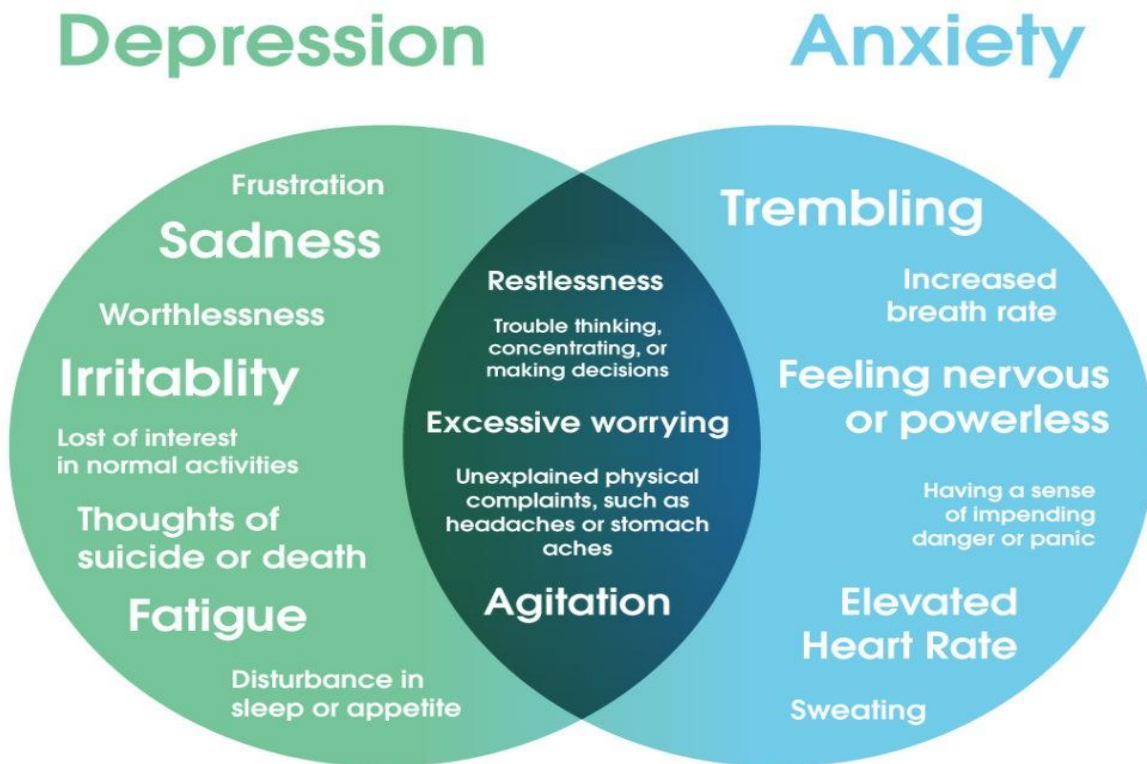 Depression
Anxiety
Frustration
Sadness
Worthlessness
Irritablity
Lost of interest
in normal activities
Thoughts of
suicide or death
Fatigue
Disturbance in
sleep or appetite
Restlessness
Trouble thinking,
concentrating, or
making decisions
Excessive worrying
Unexplained physical
complaints, such as
headaches or stomach
aches
Agitation
Trembling
Increased
breath rate
Feeling nervous
or powerless
Having a sense
of impending
danger or panic
Elevated
Heart Rate
Sweating